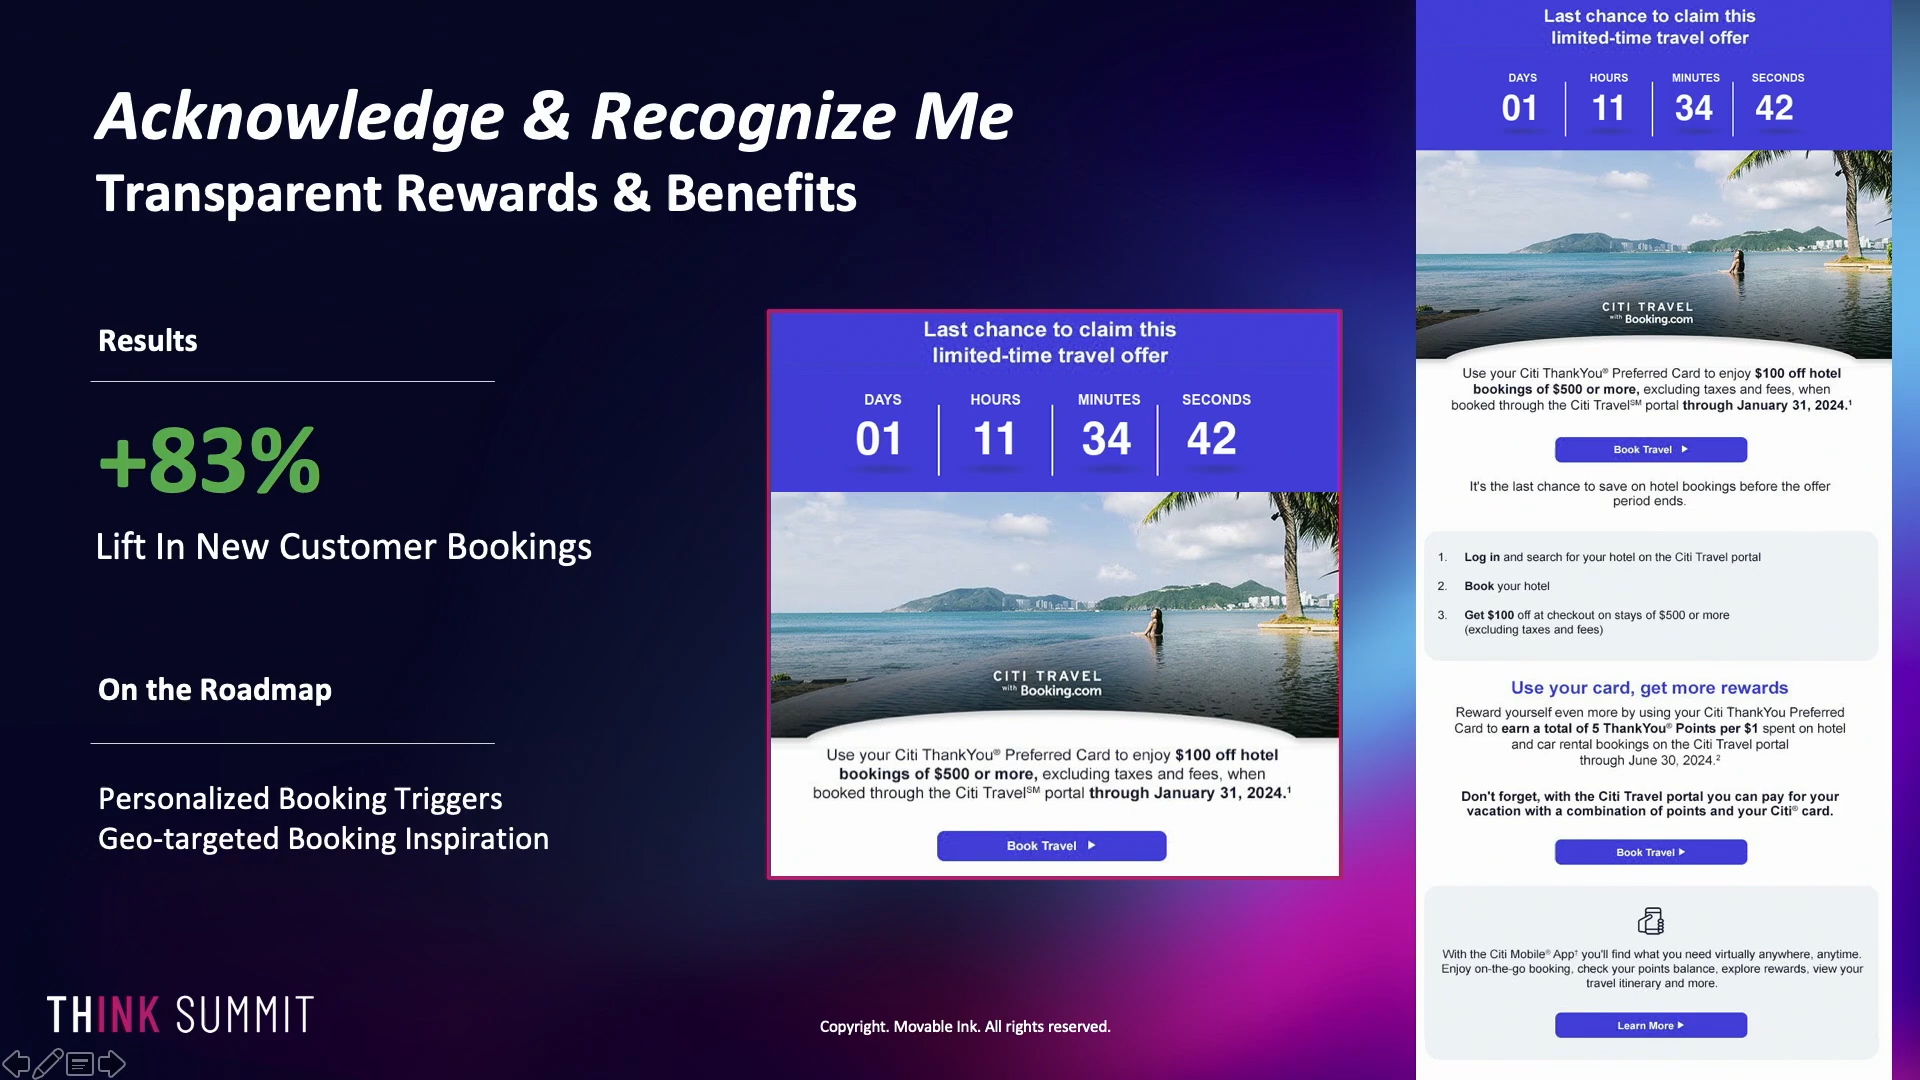 Acknowledge & Recognize Me
Transparent Rewards & Benefits
Results
+83%
Lift In New Customer Bookings
On the Roadmap
Personalized Booking Triggers
Geo-targeted Booking Inspiration
THINK SUMMIT
Last chance to claim this
limited-time travel offer
DAYS HOURS MINUTES SECONDS
01 11 34 42
CITI TRAVEL
with Booking.com
Use your Citi ThankYou® Preferred Card to enjoy $100 off hotel
bookings of $500 or more, excluding taxes and fees, when
booked through the Citi Travel℠ portal through January 31, 2024.¹
Book Travel
Copyright. Movable Ink. All rights reserved.
Last chance to claim this
limited-time travel offer
DAYS HOURS MINUTES SECONDS
01 11 34 42
CITI TRAVEL
with Booking.com
Use your Citi ThankYou® Preferred Card to enjoy $100 off hotel
bookings of $500 or more, excluding taxes and fees, when
booked through the Citi Travel℠ portal through January 31, 2024.¹
Book Travel
It's the last chance to save on hotel bookings before the offer
period ends.
1. Log in and search for your hotel on the Citi Travel portal
2. Book your hotel
3. Get $100 off at checkout on stays of $500 or more
(excluding taxes and fees)
Use your card, get more rewards
Reward yourself even more by using your Citi ThankYou Preferred
Card to earn a total of 5 ThankYou® Points per $1 spent on hotel
and car rental bookings on the Citi Travel portal
through June 30, 2024.²
Don't forget, with the Citi Travel portal you can pay for your
vacation with a combination of points and your Citi® card.
Book Travel
With the Citi Mobile® App† you'll find what you need virtually anywhere, anytime.
Enjoy on-the-go booking, check your points balance, explore rewards, view your
travel itinerary and more.
Learn More